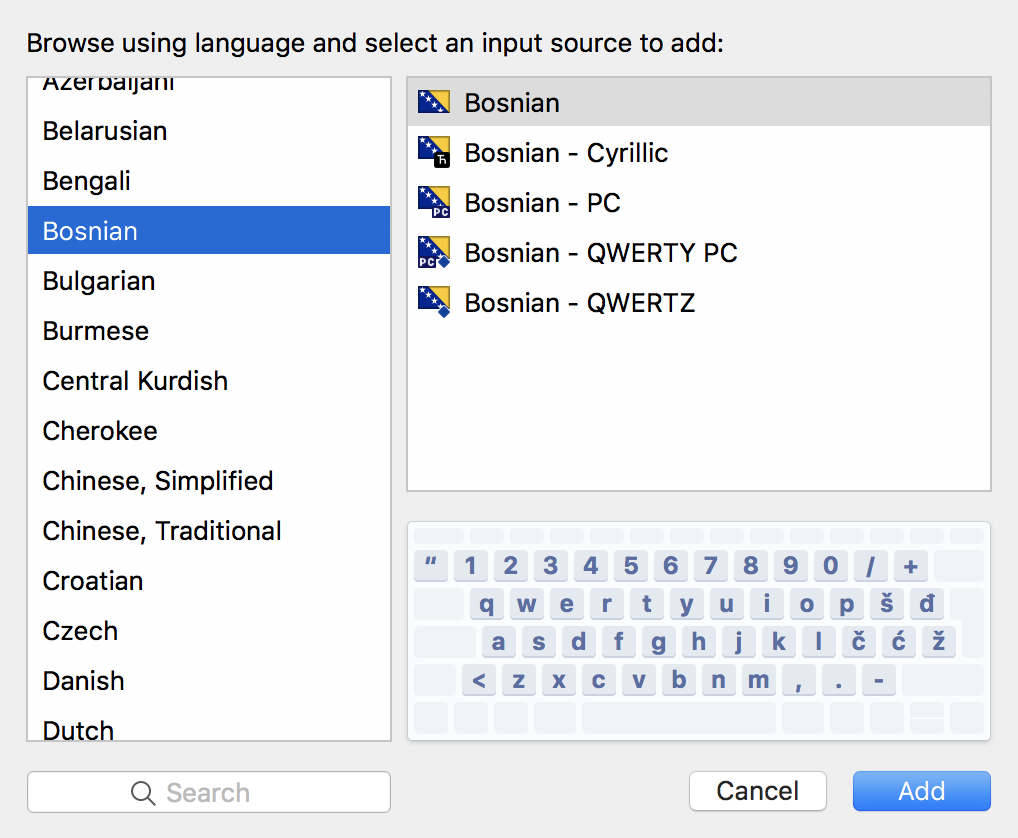 Browse using language and select an input source to add:
Azerbaijani
Belarusian
Bengali
Bosnian
Bulgarian
Burmese
Central Kurdish
Cherokee
Chinese, Simplified
Chinese, Traditional
Croatian
Czech
Danish
Dutch
Search
Bosnian
Ћ Bosnian - Cyrillic
PC Bosnian - PC
PC Bosnian - QWERTY PC
Bosnian - QWERTZ
“ 1 2 3 4 5 6 7 8 9 0 / +
q w e r t y u i o p š đ
a s d f g h j k l č ć ž
< z x c v b n m , . -
Cancel
Add